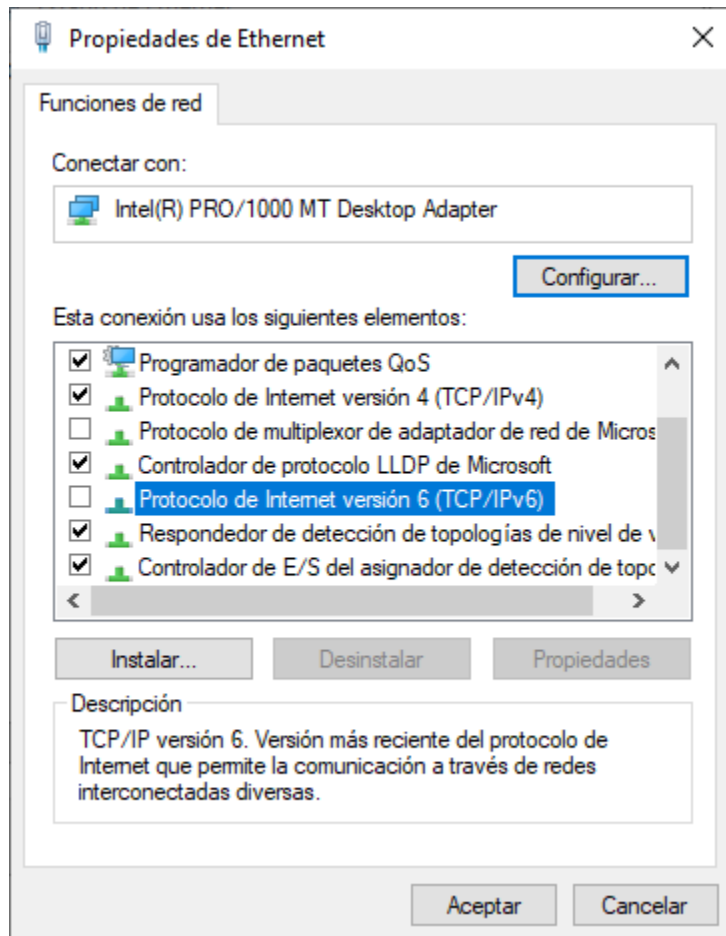 Propiedades de Ethernet
Funciones de red
Conectar con:
Intel(R) PRO/1000 MT Desktop Adapter
Configurar...
Esta conexión usa los siguientes elementos:
Programador de paquetes QoS
Protocolo de Internet versión 4 (TCP/IPv4)
Protocolo de multiplexor de adaptador de red de Micros
Controlador de protocolo LLDP de Microsoft
Protocolo de Internet versión 6 (TCP/IPv6)
Respondedor de detección de topologías de nivel de v
Controlador de E/S del asignador de detección de topo
Instalar...
Desinstalar
Propiedades
Descripción
TCP/IP versión 6. Versión más reciente del protocolo de
Internet que permite la comunicación a través de redes
interconectadas diversas.
Aceptar
Cancelar